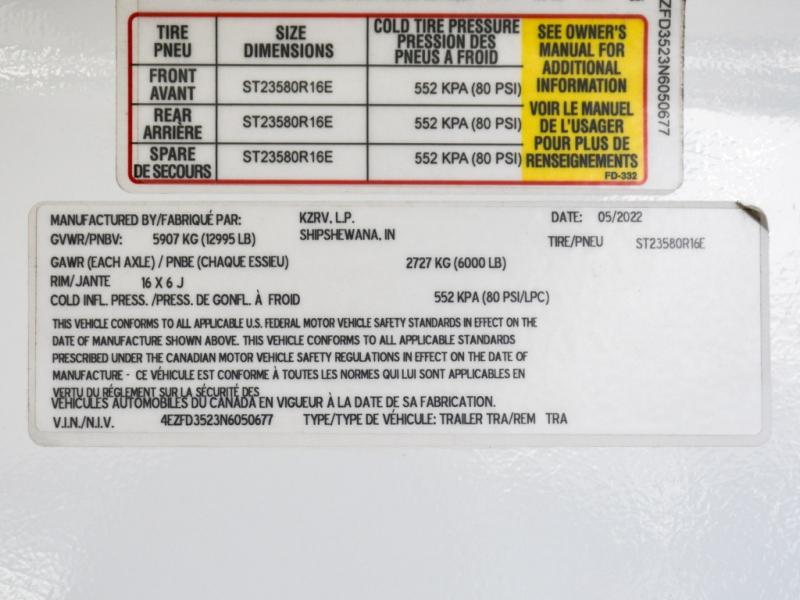 TIRE SIZE COLD TIRE PRESSURE SEE OWNER'S
PNEU DIMENSIONS PRESSION DES MANUAL FOR
PNEUS À FROID ADDITIONAL
FRONT ST23580R16E 552 KPA (80 PSI) INFORMATION
AVANT
REAR ST23580R16E 552 KPA (80 PSI) VOIR LE MANUEL
ARRIÈRE DE L'USAGER
SPARE ST23580R16E 552 KPA (80 PSI) POUR PLUS DE
DE SECOURS RENSEIGNEMENTS
FD-332
ZFD3523N6050677
MANUFACTURED BY/FABRIQUÉ PAR: KZRV, L.P. DATE: 05/2022
GVWR/PNBV: 5907 KG (12995 LB) SHIPSHEWANA, IN TIRE/PNEU ST23580R16E
GAWR (EACH AXLE) / PNBE (CHAQUE ESSIEU) 2727 KG (6000 LB)
RIM/JANTE 16 X 6 J
COLD INFL. PRESS. /PRESS. DE GONFL. À FROID 552 KPA (80 PSI/LPC)
THIS VEHICLE CONFORMS TO ALL APPLICABLE U.S. FEDERAL MOTOR VEHICLE SAFETY STANDARDS IN EFFECT ON THE
DATE OF MANUFACTURE SHOWN ABOVE. THIS VEHICLE CONFORMS TO ALL APPLICABLE STANDARDS
PRESCRIBED UNDER THE CANADIAN MOTOR VEHICLE SAFETY REGULATIONS IN EFFECT ON THE DATE OF
MANUFACTURE - CE VÉHICULE EST CONFORME À TOUTES LES NORMES QUI LUI SONT APPLICABLES EN
VERTU DU RÉGLEMENT SUR LA SÉCURITÉ DES
VÉHICULES AUTOMOBILES DU CANADA EN VIGUEUR À LA DATE DE SA FABRICATION.
V.I.N./N.I.V. 4EZFD3523N6050677 TYPE/TYPE DE VÉHICULE: TRAILER TRA/REM TRA